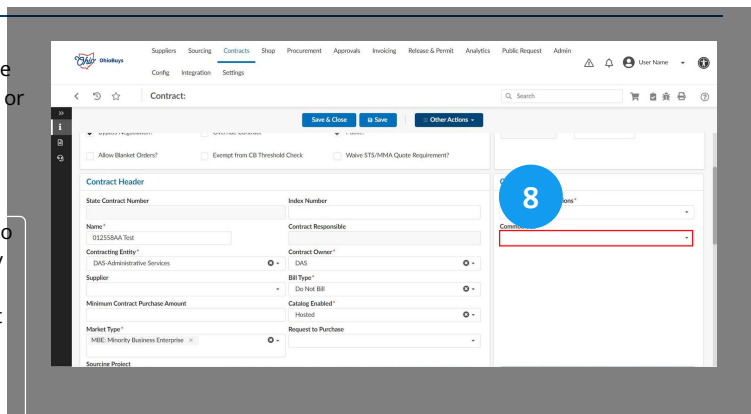 e
or
o
y
t
Ohio OhioBuys
Suppliers Sourcing Contracts Shop Procurement Approvals Invoicing Release & Permit Analytics Public Request Admin
Config Integration Settings
User Name
Contract:
Search
Save & Close Save Other Actions
Allow Blanket Orders? Exempt from CB Threshold Check Waive STS/MMA Quote Requirement?
Contract Header
State Contract Number Index Number
Name* Contract Responsible
012558AA Test
Contracting Entity* Contract Owner*
DAS-Administrative Services DAS
Supplier Bill Type*
Do Not Bill
Minimum Contract Purchase Amount Catalog Enabled*
Hosted
Market Type* Request to Purchase
MBE: Minority Business Enterprise ×
Sourcing Project
8